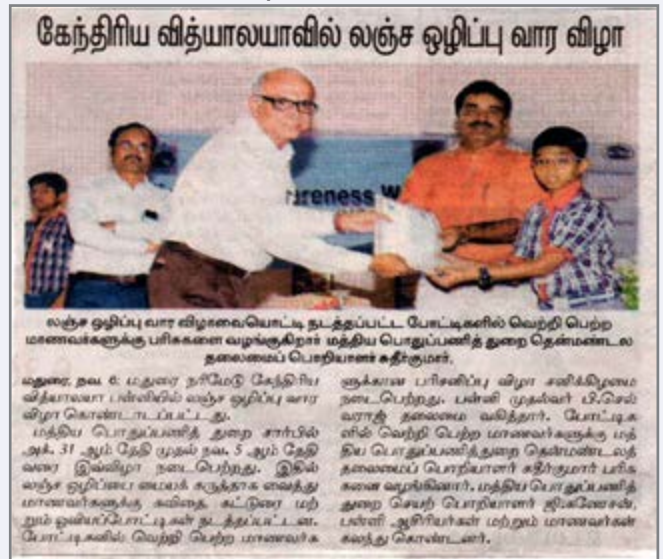 கேந்திரிய வித்யாலயாவில் லஞ்ச ஒழிப்பு வார விழா
ureness W
லஞ்ச ஒழிப்பு வார விழாவையொட்டி நடத்தப்பட்ட போட்டிகளில் வெற்றி பெற்ற
மாணவர்களுக்கு பரிசுகளை வழங்குகிறார் மத்திய பொதுப்பணித் துறை தென்மண்டல
தலைமைப் பொறியாளர் சுதீர்குமார்.
மதுரை, நவ. 6: மதுரை நரிமேடு கேந்திரிய
வித்யாலயா பள்ளியில் லஞ்ச ஒழிப்பு வார
விழா கொண்டாடப்பட்டது.
மத்திய பொதுப்பணித் துறை சார்பில்
அக். 31 ஆம் தேதி முதல் நவ. 5 ஆம் தேதி
வரை இவ்விழா நடைபெற்றது. இதில்
லஞ்ச ஒழிப்பை மையக் கருத்தாக வைத்து
மாணவர்களுக்கு கவிதை, கட்டுரை மற்
றும் ஓவியப்போட்டிகள் நடத்தப்பட்டன.
போட்டிகளில் வெற்றி பெற்ற மாணவர்க
ளுக்கான பரிசளிப்பு விழா சனிக்கிழமை
நடைபெற்றது. பள்ளி முதல்வர் பி.செல்
வராஜ் தலைமை வகித்தார். போட்டிக
ளில் வெற்றி பெற்ற மாணவர்களுக்கு மத்
திய பொதுப்பணித்துறை தென்மண்டலத்
தலைமைப் பொறியாளர் சுதீர்குமார் பரிசு
களை வழங்கினார். மத்திய பொதுப்பணித்
துறை செயற் பொறியாளர் ஜி.கணேசன்,
பள்ளி ஆசிரியர்கள் மற்றும் மாணவர்கள்
கலந்து கொண்டனர்.